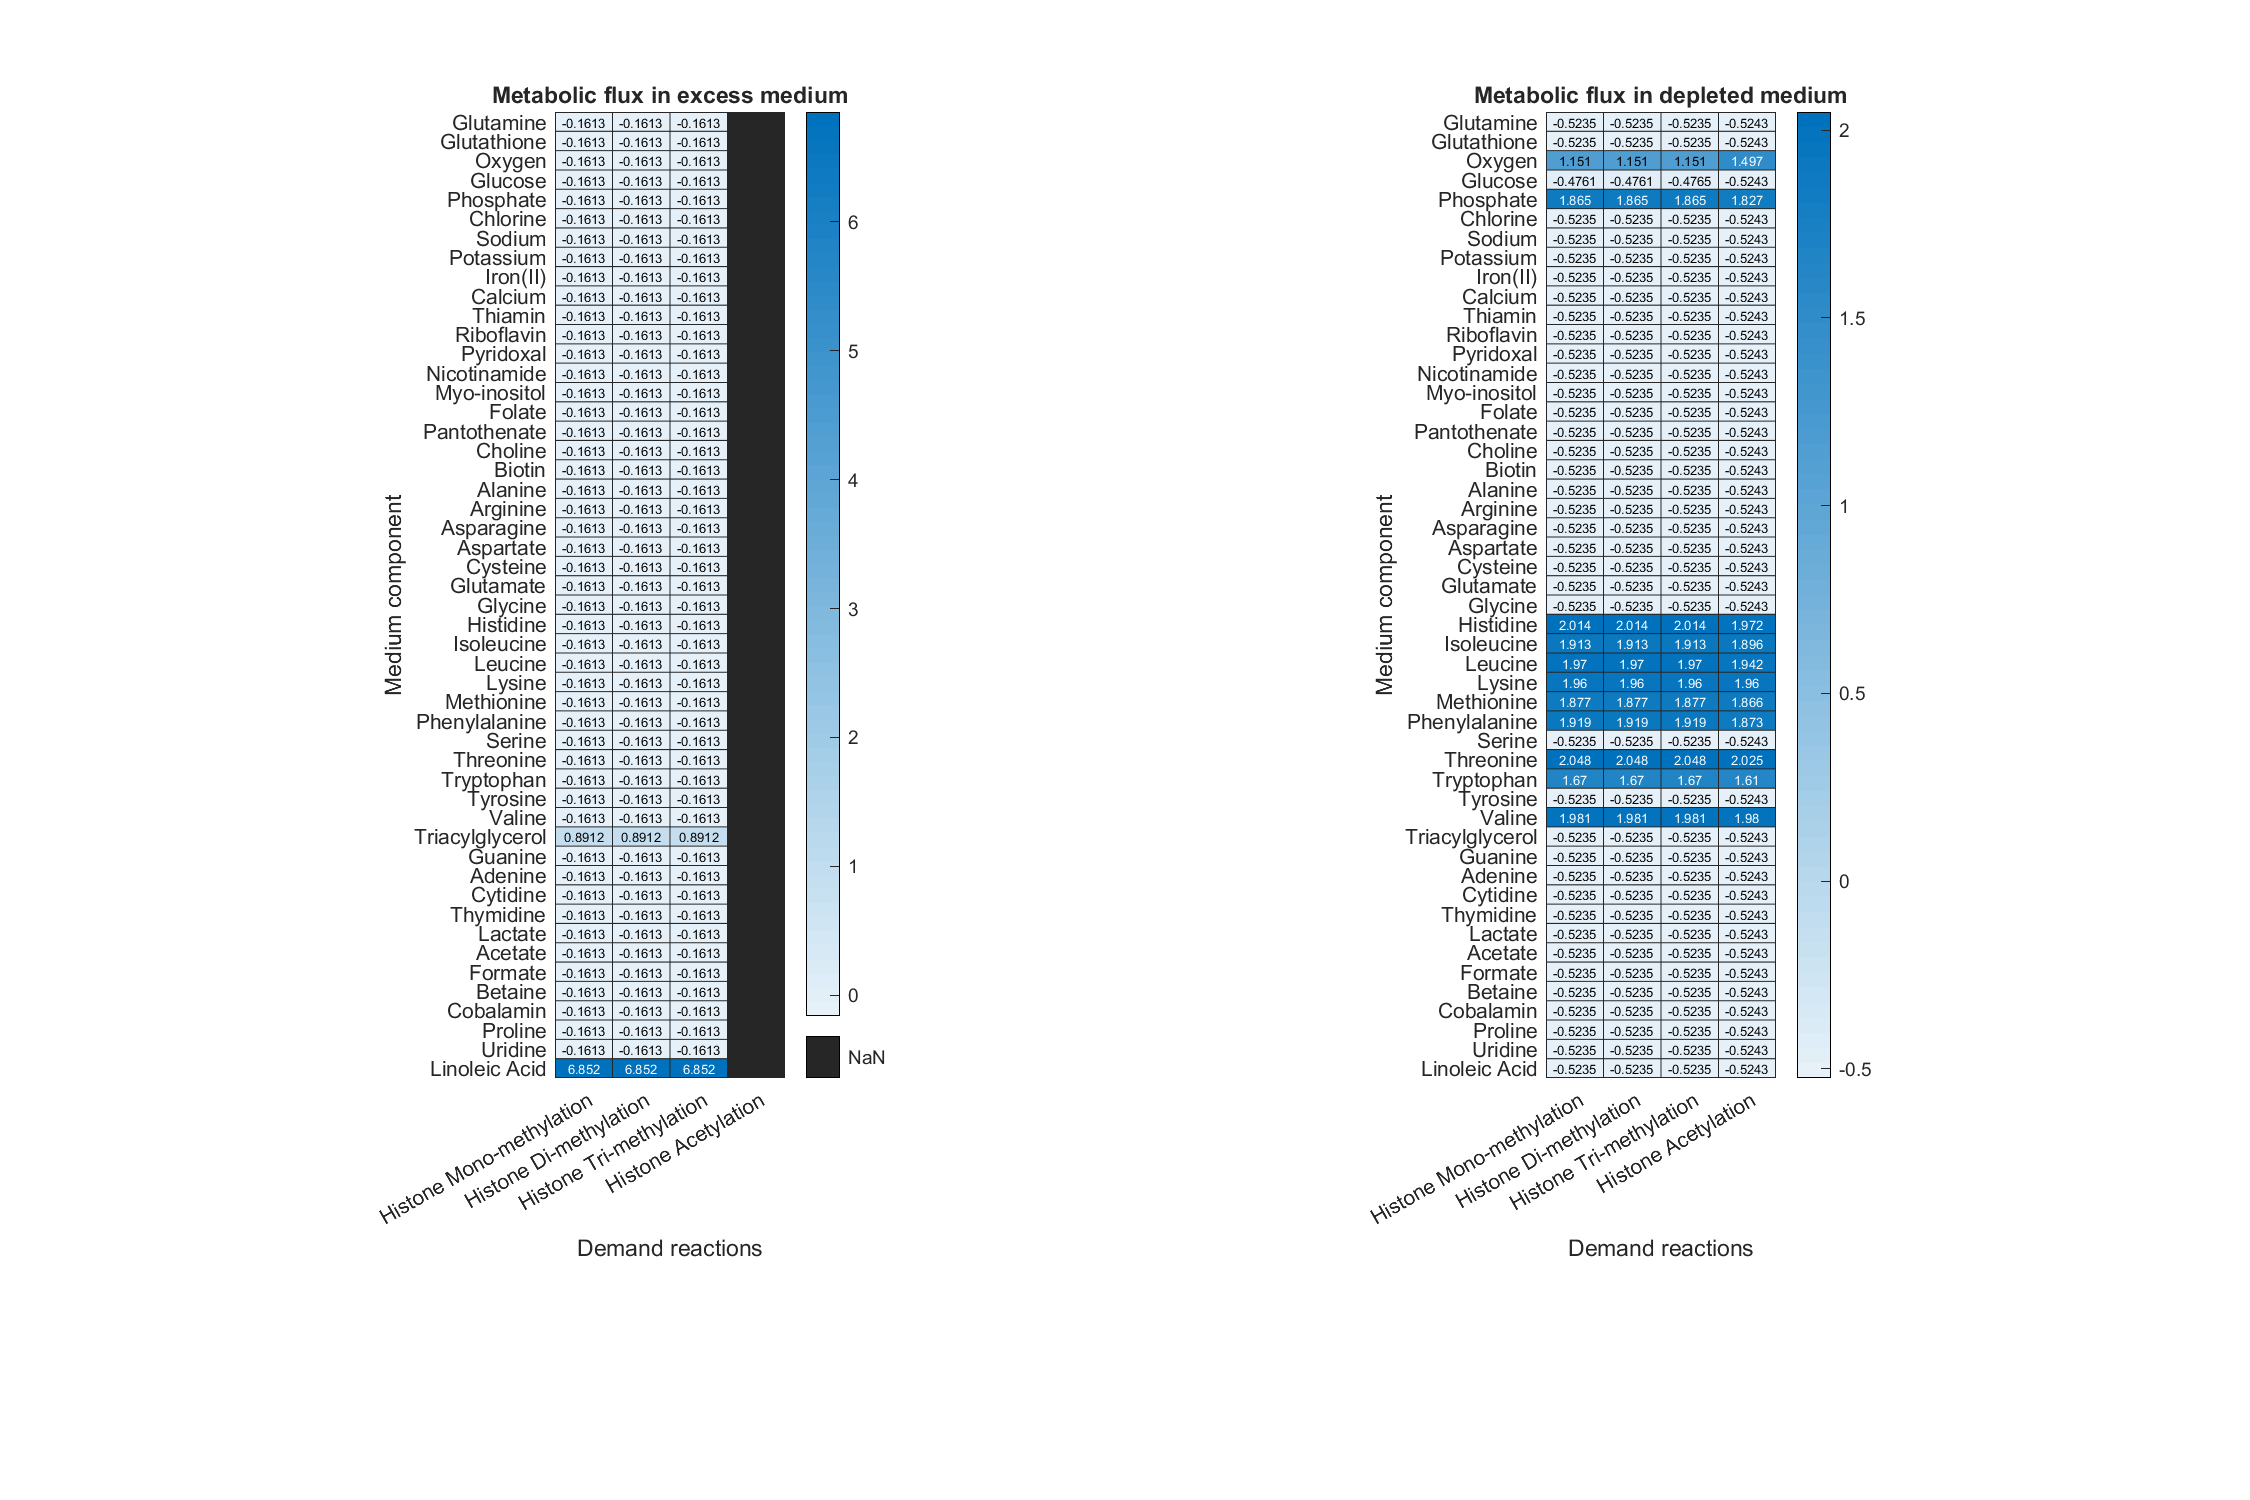 Metabolic flux in excess medium
Medium component
Glutamine -0.1613 -0.1613 -0.1613
Glutathione -0.1613 -0.1613 -0.1613
Oxygen -0.1613 -0.1613 -0.1613
Glucose -0.1613 -0.1613 -0.1613
Phosphate -0.1613 -0.1613 -0.1613
Chlorine -0.1613 -0.1613 -0.1613
Sodium -0.1613 -0.1613 -0.1613
Potassium -0.1613 -0.1613 -0.1613
Iron(II) -0.1613 -0.1613 -0.1613
Calcium -0.1613 -0.1613 -0.1613
Thiamin -0.1613 -0.1613 -0.1613
Riboflavin -0.1613 -0.1613 -0.1613
Pyridoxal -0.1613 -0.1613 -0.1613
Nicotinamide -0.1613 -0.1613 -0.1613
Myo-inositol -0.1613 -0.1613 -0.1613
Folate -0.1613 -0.1613 -0.1613
Pantothenate -0.1613 -0.1613 -0.1613
Choline -0.1613 -0.1613 -0.1613
Biotin -0.1613 -0.1613 -0.1613
Alanine -0.1613 -0.1613 -0.1613
Arginine -0.1613 -0.1613 -0.1613
Asparagine -0.1613 -0.1613 -0.1613
Aspartate -0.1613 -0.1613 -0.1613
Cysteine -0.1613 -0.1613 -0.1613
Glutamate -0.1613 -0.1613 -0.1613
Glycine -0.1613 -0.1613 -0.1613
Histidine -0.1613 -0.1613 -0.1613
Isoleucine -0.1613 -0.1613 -0.1613
Leucine -0.1613 -0.1613 -0.1613
Lysine -0.1613 -0.1613 -0.1613
Methionine -0.1613 -0.1613 -0.1613
Phenylalanine -0.1613 -0.1613 -0.1613
Serine -0.1613 -0.1613 -0.1613
Threonine -0.1613 -0.1613 -0.1613
Tryptophan -0.1613 -0.1613 -0.1613
Tyrosine -0.1613 -0.1613 -0.1613
Valine -0.1613 -0.1613 -0.1613
Triacylglycerol 0.8912 0.8912 0.8912
Guanine -0.1613 -0.1613 -0.1613
Adenine -0.1613 -0.1613 -0.1613
Cytidine -0.1613 -0.1613 -0.1613
Thymidine -0.1613 -0.1613 -0.1613
Lactate -0.1613 -0.1613 -0.1613
Acetate -0.1613 -0.1613 -0.1613
Formate -0.1613 -0.1613 -0.1613
Betaine -0.1613 -0.1613 -0.1613
Cobalamin -0.1613 -0.1613 -0.1613
Proline -0.1613 -0.1613 -0.1613
Uridine -0.1613 -0.1613 -0.1613
Linoleic Acid 6.852 6.852 6.852
6
5
4
3
2
1
0
NaN
Histone Mono-methylation
Histone Di-methylation
Histone Tri-methylation
Histone Acetylation
Demand reactions
Metabolic flux in depleted medium
Medium component
Glutamine -0.5235 -0.5235 -0.5235 -0.5243
Glutathione -0.5235 -0.5235 -0.5235 -0.5243
Oxygen 1.151 1.151 1.151 1.497
Glucose -0.4761 -0.4761 -0.4765 -0.5243
Phosphate 1.865 1.865 1.865 1.827
Chlorine -0.5235 -0.5235 -0.5235 -0.5243
Sodium -0.5235 -0.5235 -0.5235 -0.5243
Potassium -0.5235 -0.5235 -0.5235 -0.5243
Iron(II) -0.5235 -0.5235 -0.5235 -0.5243
Calcium -0.5235 -0.5235 -0.5235 -0.5243
Thiamin -0.5235 -0.5235 -0.5235 -0.5243
Riboflavin -0.5235 -0.5235 -0.5235 -0.5243
Pyridoxal -0.5235 -0.5235 -0.5235 -0.5243
Nicotinamide -0.5235 -0.5235 -0.5235 -0.5243
Myo-inositol -0.5235 -0.5235 -0.5235 -0.5243
Folate -0.5235 -0.5235 -0.5235 -0.5243
Pantothenate -0.5235 -0.5235 -0.5235 -0.5243
Choline -0.5235 -0.5235 -0.5235 -0.5243
Biotin -0.5235 -0.5235 -0.5235 -0.5243
Alanine -0.5235 -0.5235 -0.5235 -0.5243
Arginine -0.5235 -0.5235 -0.5235 -0.5243
Asparagine -0.5235 -0.5235 -0.5235 -0.5243
Aspartate -0.5235 -0.5235 -0.5235 -0.5243
Cysteine -0.5235 -0.5235 -0.5235 -0.5243
Glutamate -0.5235 -0.5235 -0.5235 -0.5243
Glycine -0.5235 -0.5235 -0.5235 -0.5243
Histidine 2.014 2.014 2.014 1.972
Isoleucine 1.913 1.913 1.913 1.896
Leucine 1.97 1.97 1.97 1.942
Lysine 1.96 1.96 1.96 1.96
Methionine 1.877 1.877 1.877 1.866
Phenylalanine 1.919 1.919 1.919 1.873
Serine -0.5235 -0.5235 -0.5235 -0.5243
Threonine 2.048 2.048 2.048 2.025
Tryptophan 1.67 1.67 1.67 1.61
Tyrosine -0.5235 -0.5235 -0.5235 -0.5243
Valine 1.981 1.981 1.981 1.98
Triacylglycerol -0.5235 -0.5235 -0.5235 -0.5243
Guanine -0.5235 -0.5235 -0.5235 -0.5243
Adenine -0.5235 -0.5235 -0.5235 -0.5243
Cytidine -0.5235 -0.5235 -0.5235 -0.5243
Thymidine -0.5235 -0.5235 -0.5235 -0.5243
Lactate -0.5235 -0.5235 -0.5235 -0.5243
Acetate -0.5235 -0.5235 -0.5235 -0.5243
Formate -0.5235 -0.5235 -0.5235 -0.5243
Betaine -0.5235 -0.5235 -0.5235 -0.5243
Cobalamin -0.5235 -0.5235 -0.5235 -0.5243
Proline -0.5235 -0.5235 -0.5235 -0.5243
Uridine -0.5235 -0.5235 -0.5235 -0.5243
Linoleic Acid -0.5235 -0.5235 -0.5235 -0.5243
2
1.5
1
0.5
0
-0.5
Histone Mono-methylation
Histone Di-methylation
Histone Tri-methylation
Histone Acetylation
Demand reactions